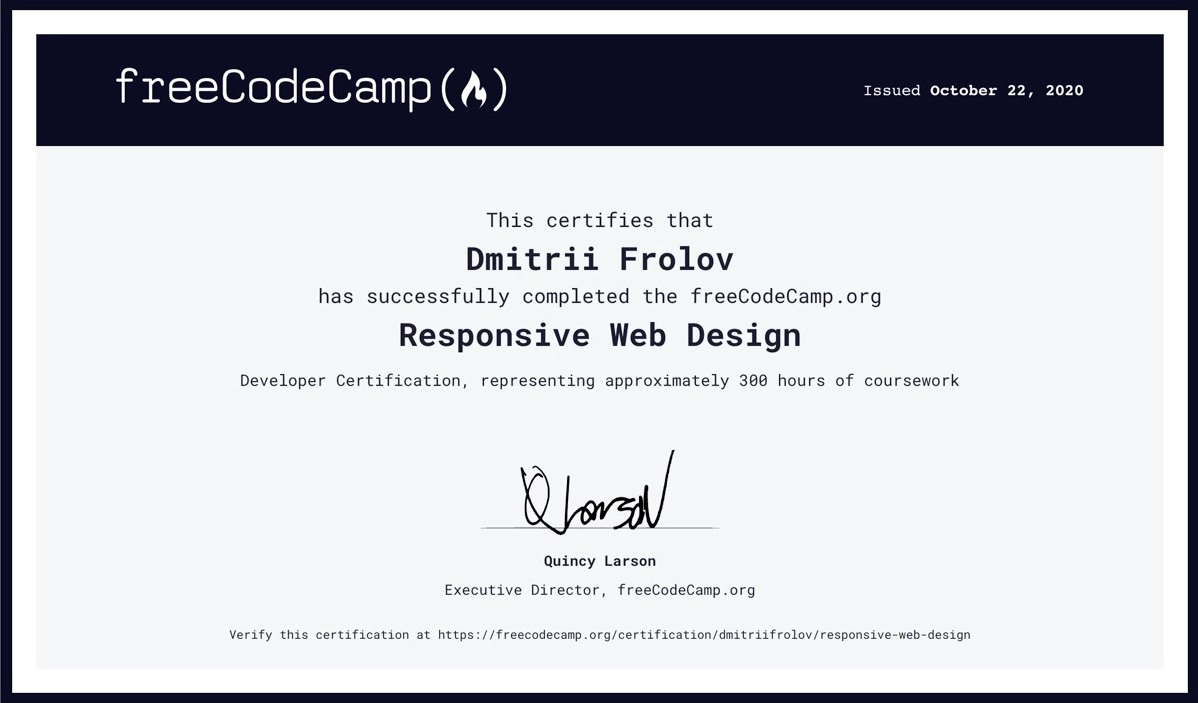 freeCodeCamp(🔥)
Issued October 22, 2020
This certifies that
Dmitrii Frolov
has successfully completed the freeCodeCamp.org
Responsive Web Design
Developer Certification, representing approximately 300 hours of coursework
Q Larson
Quincy Larson
Executive Director, freeCodeCamp.org
Verify this certification at https://freecodecamp.org/certification/dmitriifrolov/responsive-web-design